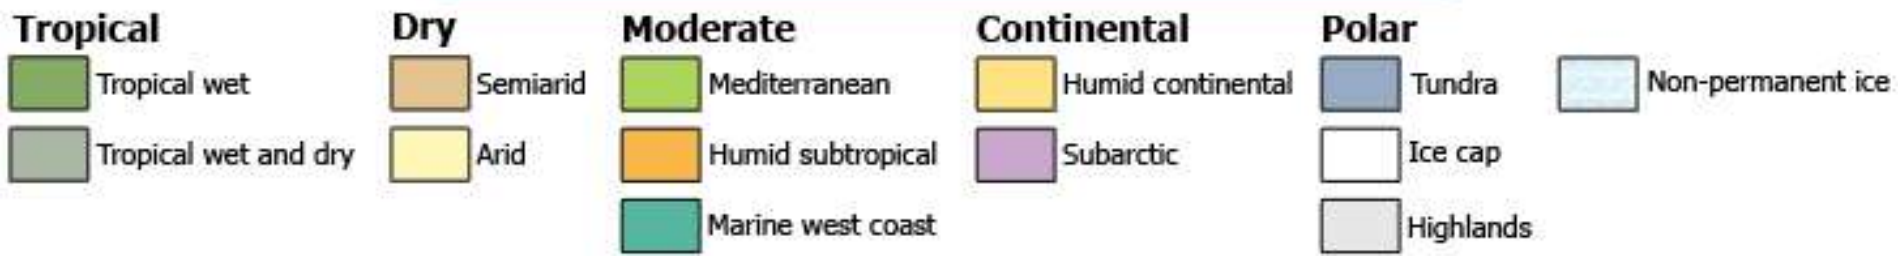 Tropical
Tropical wet
Tropical wet and dry
Dry
Semiarid
Arid
Moderate
Mediterranean
Humid subtropical
Marine west coast
Continental
Humid continental
Subarctic
Polar
Tundra
Ice cap
Highlands
Non-permanent ice